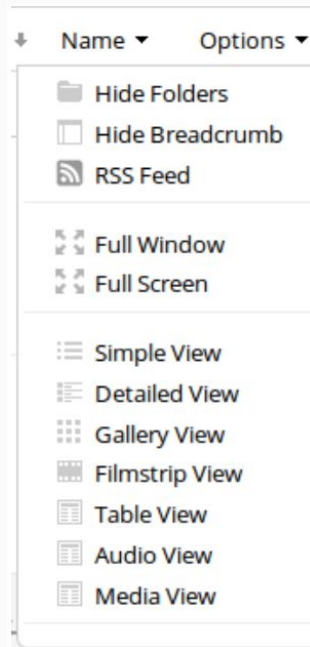 Name Options
Hide Folders
Hide Breadcrumb
RSS Feed
Full Window
Full Screen
Simple View
Detailed View
Gallery View
Filmstrip View
Table View
Audio View
Media View